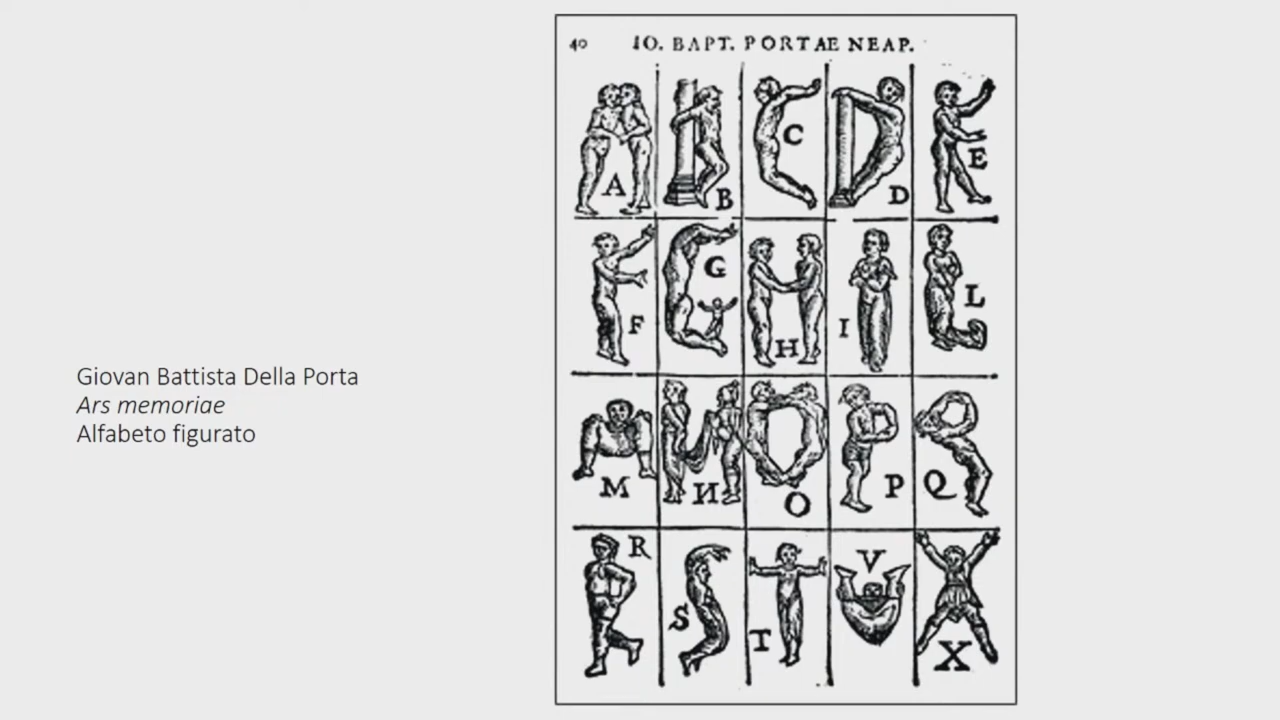 40 IO. BAPT. PORTAE NEAP.
A B C D E
F G H I L
M И O P Q
R S T V X
Giovan Battista Della Porta
Ars memoriae
Alfabeto figurato